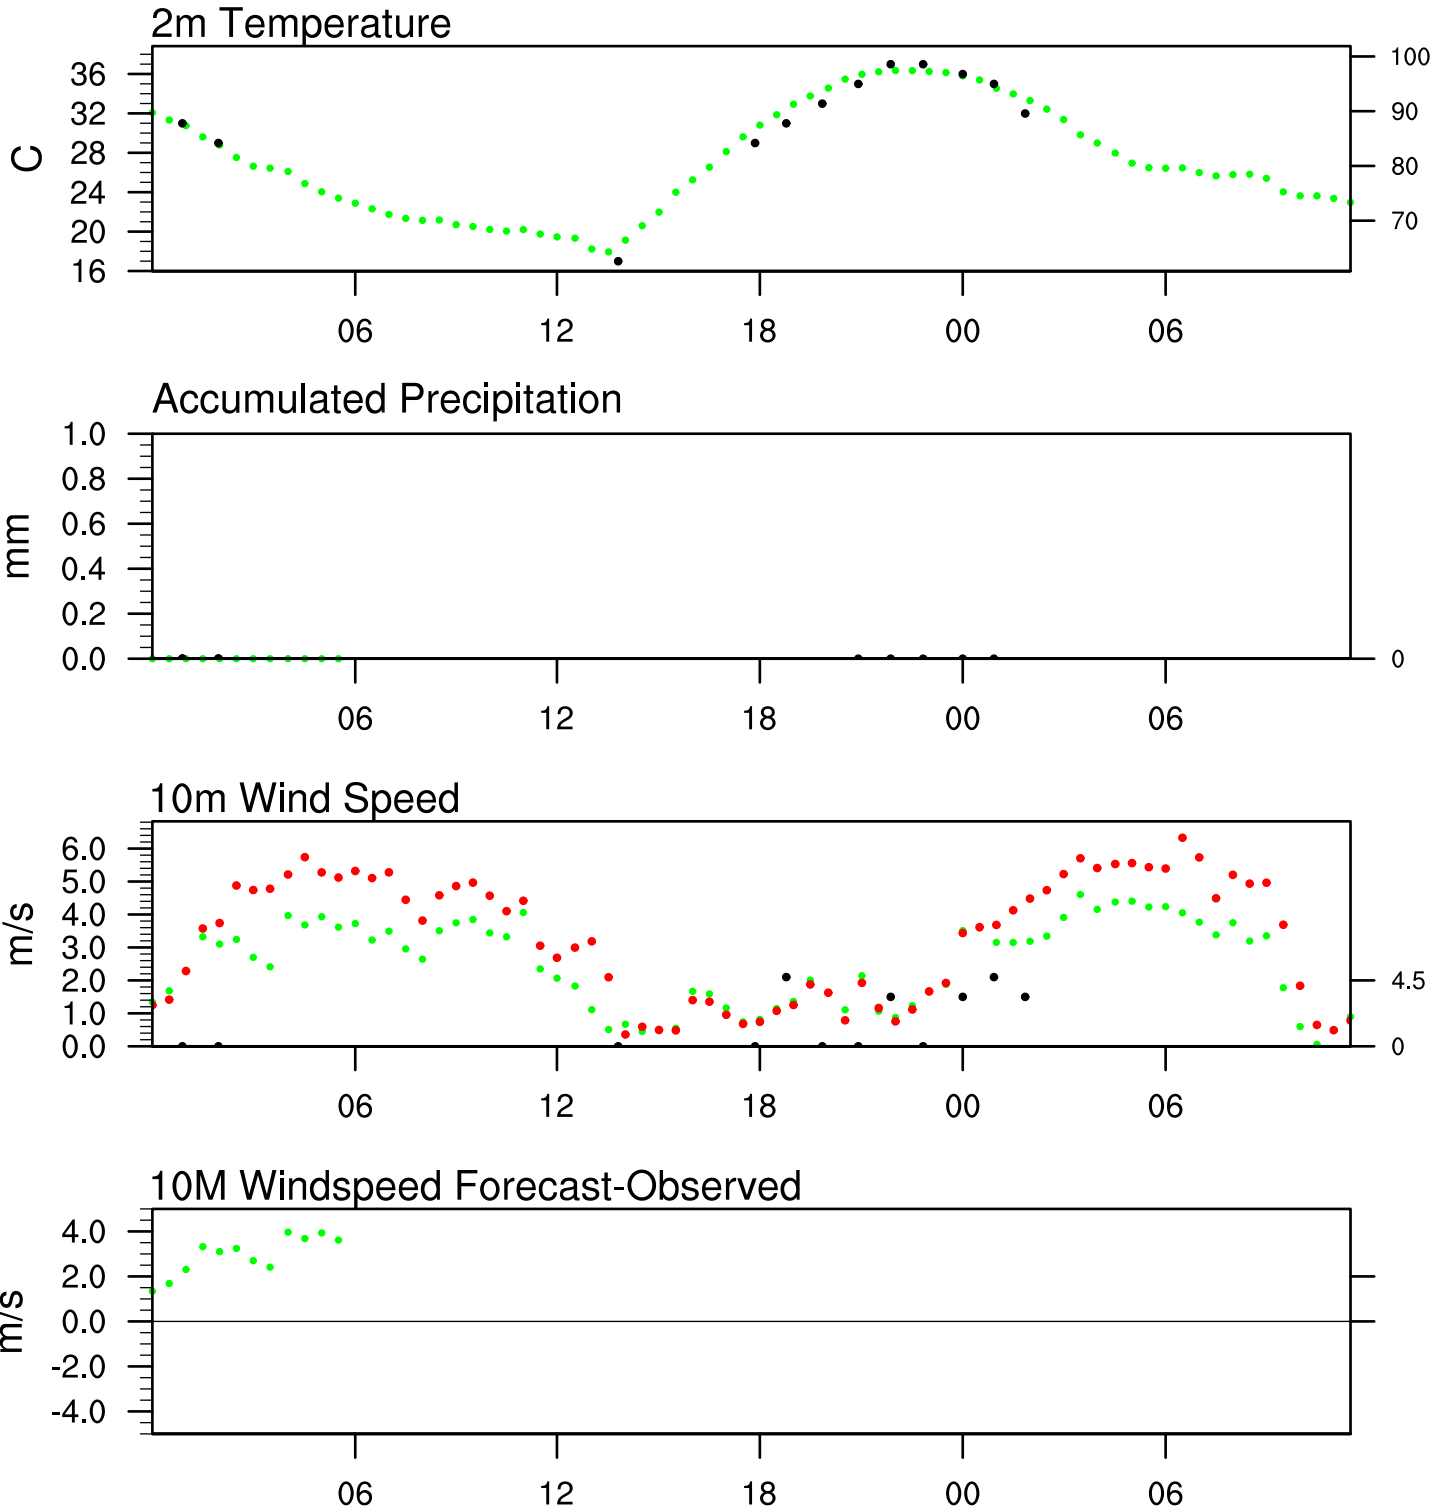 2m Temperature
36
32
28
24
20
16
C
100
90
80
70
06 12 18 00 06
Accumulated Precipitation
1.0
0.8
0.6
0.4
0.2
0.0
mm
0
06 12 18 00 06
10m Wind Speed
6.0
5.0
4.0
3.0
2.0
1.0
0.0
m/s
4.5
0
06 12 18 00 06
10M Windspeed Forecast-Observed
4.0
2.0
0.0
-2.0
-4.0
m/s
06 12 18 00 06